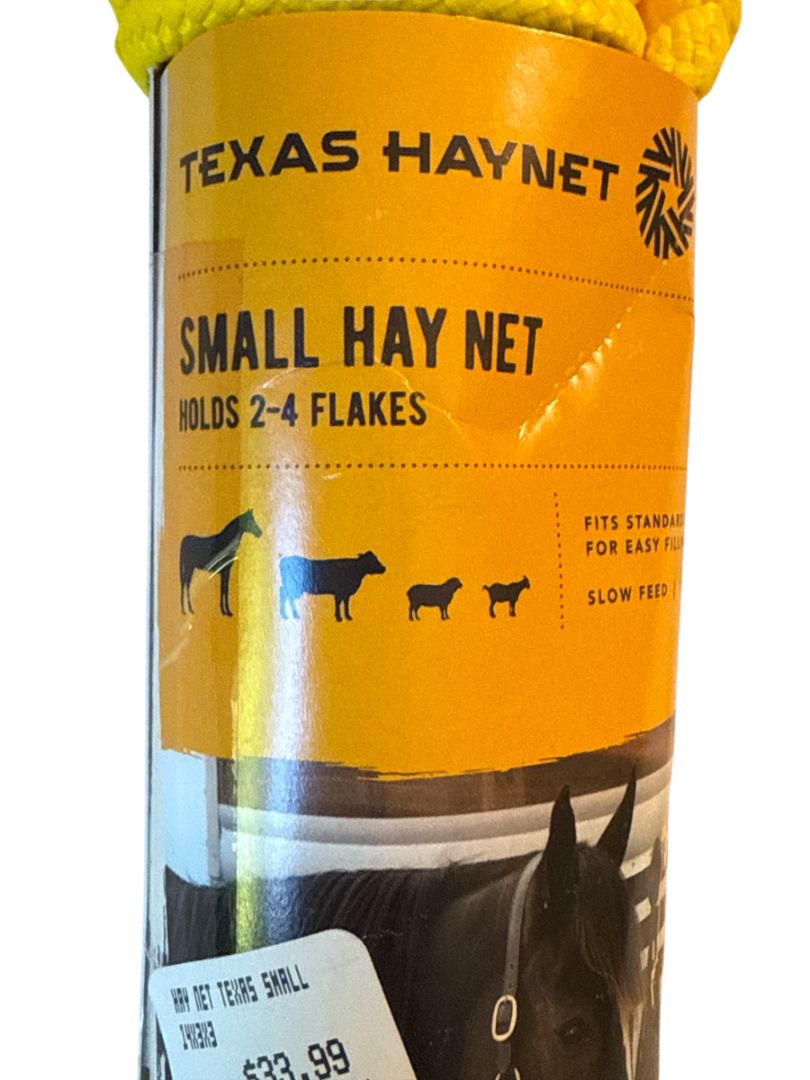 TEXAS HAYNET
SMALL HAY NET
HOLDS 2-4 FLAKES
FITS STANDARD
FOR EASY
SLOW FEED |
HAY NET TEXAS SMALL
14X3X3
$33.99